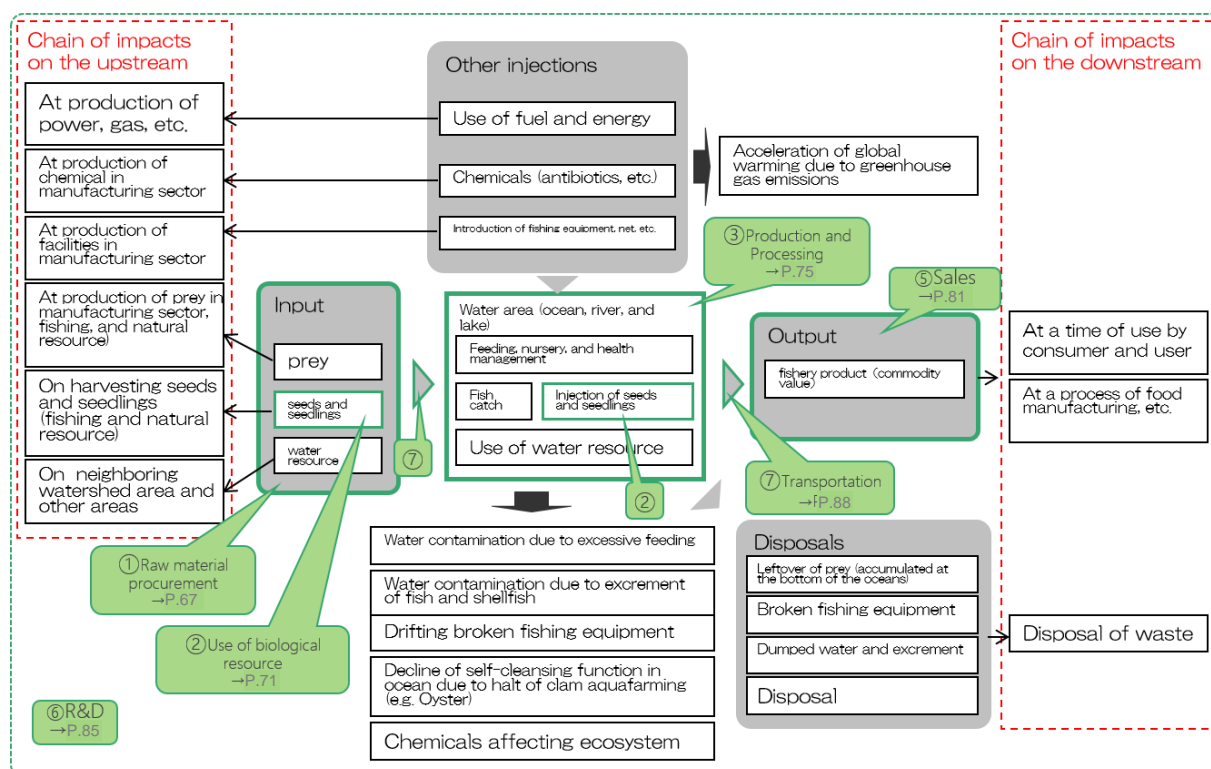 Chain of impacts
on the upstream
At production of
power, gas, etc.
At production of
chemical in
manufacturing sector
At production of
facilities in
manufacturing sector
At production of prey in
manufacturing sector,
fishing, and natural
resource)
On harvesting seeds
and seedlings
(fishing and natural
resource)
On neighboring
watershed area and
other areas
Other injections
Use of fuel and energy
Chemicals (antibiotics, etc.)
Introduction of fishing equipment, net, etc.
Acceleration of global
warming due to greenhouse
gas emissions
Chain of impacts
on the downstream
③Production and
Processing
→P.75
⑤Sales
→P.81
Input
prey
seeds and
seedlings
water
resource
⑦
Water area (ocean, river, and
lake)
Feeding, nursery, and health
management
Fish
catch
Injection of seeds
and seedlings
Use of water resource
②
Output
fishery product (commodity
value)
At a time of use by
consumer and user
At a process of food
manufacturing, etc.
⑦Transportation
→P.88
①Raw material
procurement
→P.67
②Use of biological
resource
→P.71
⑥R&D
→P.85
Water contamination due to excessive feeding
Water contamination due to excrement
of fish and shellfish
Drifting broken fishing equipment
Decline of self-cleansing function in
ocean due to halt of clam aquafarming
(e.g. Oyster)
Chemicals affecting ecosystem
Disposals
Leftover of prey (accumulated at
the bottom of the oceans)
Broken fishing equipment
Dumped water and excrement
Disposal
Disposal of waste